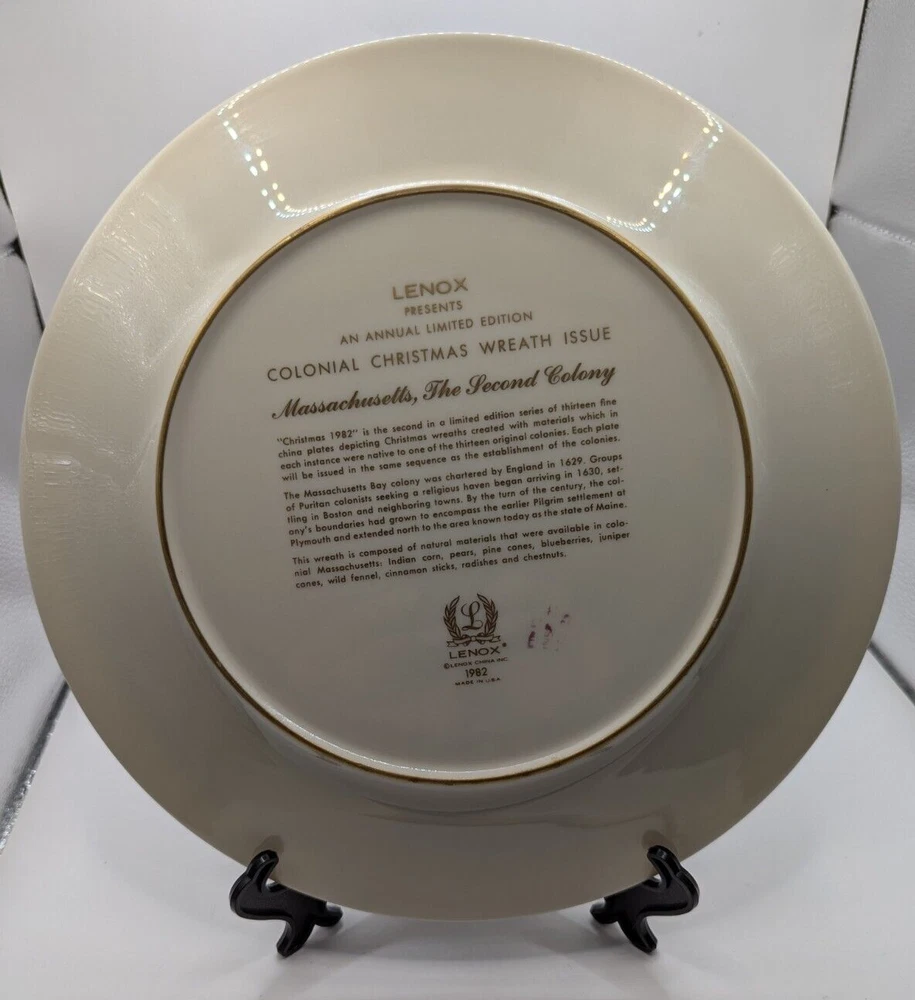 LENOX
PRESENTS
AN ANNUAL LIMITED EDITION
COLONIAL CHRISTMAS WREATH ISSUE
Massachusetts, The Second Colony
"Christmas 1982" is the second in a limited edition series of thirteen fine
china plates depicting Christmas wreaths created with materials which in
each instance were native to one of the thirteen original colonies. Each plate
will be issued in the same sequence as the establishment of the colonies.
The Massachusetts Bay colony was chartered by England in 1629. Groups
of Puritan colonists seeking a religious haven began arriving in 1630, set-
tling in Boston and neighboring towns. By the turn of the century, the col-
ony's boundaries had grown to encompass the earlier Pilgrim settlement at
Plymouth and extended north to the area known today as the state of Maine.
This wreath is composed of natural materials that were available in colo-
nial Massachusetts: Indian corn, pears, pine cones, blueberries, juniper
cones, wild fennel, cinnamon sticks, radishes and chestnuts.
L
LENOX®
©LENOX CHINA INC.
1982
MADE IN U.S.A.